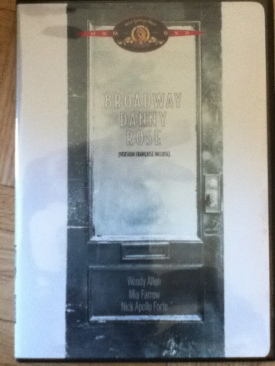 BROADWAY
DANNY
ROSE
(VERSION FRANÇAISE INCLUSE)
Woody Allen
Mia Farrow
Nick Apollo Forte